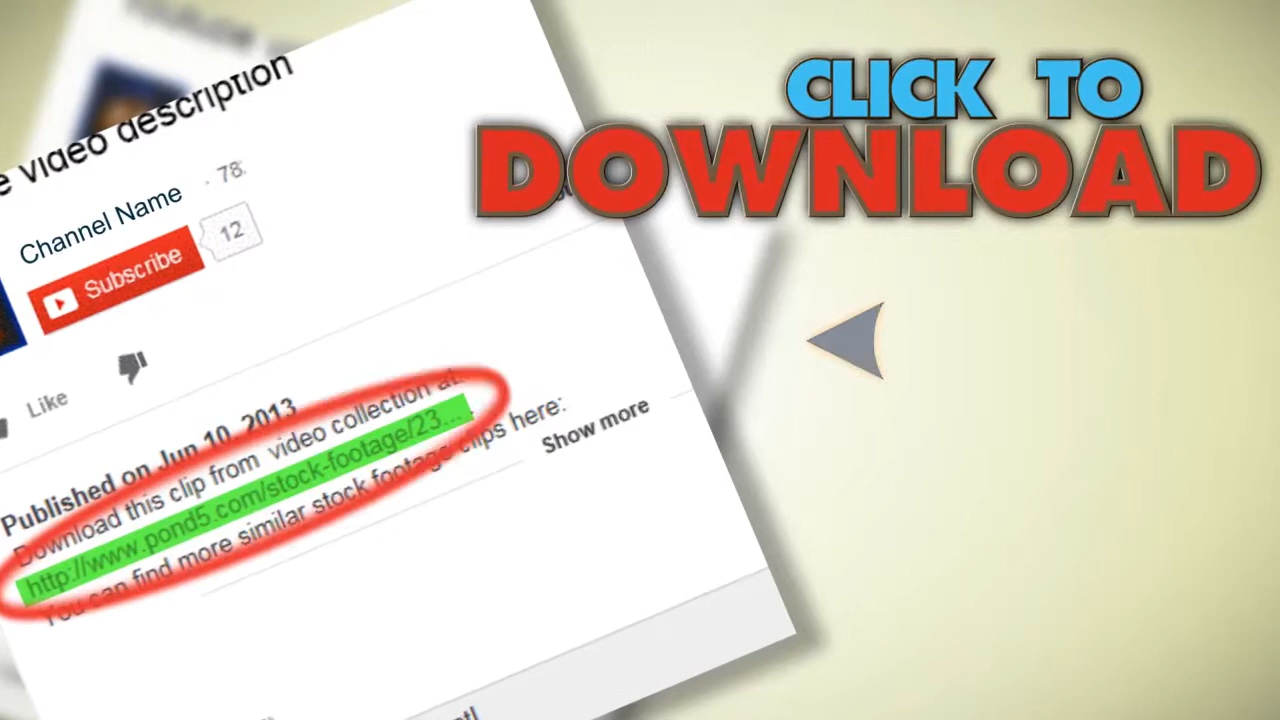 CLICK TO
DOWNLOAD
video description
Channel Name
78
Subscribe
12
Like
Published on Jun 10, 2013
Download this clip from video collection at:
http://www.pond5.com/stock-footage/23...
You can find more similar stock footage clips here:
Show more